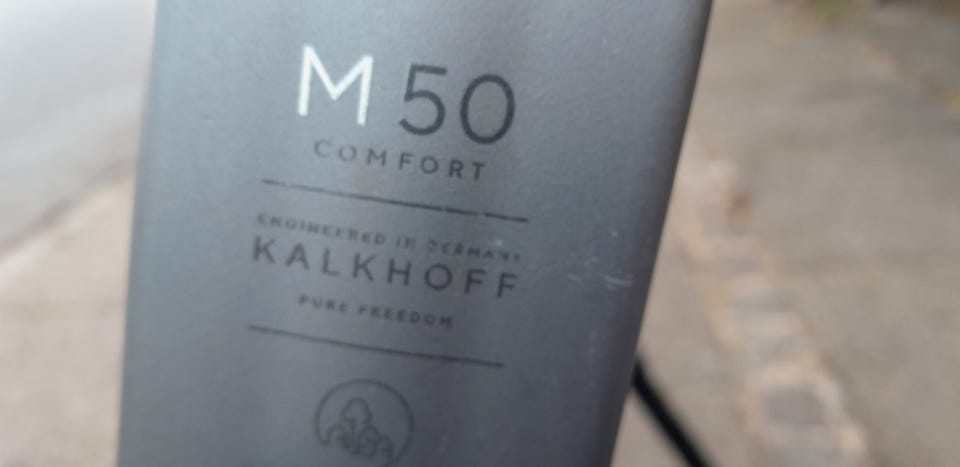 M 50
COMFORT
ENGINEERED IN GERMANY
KALKHOFF
PURE FREEDOM